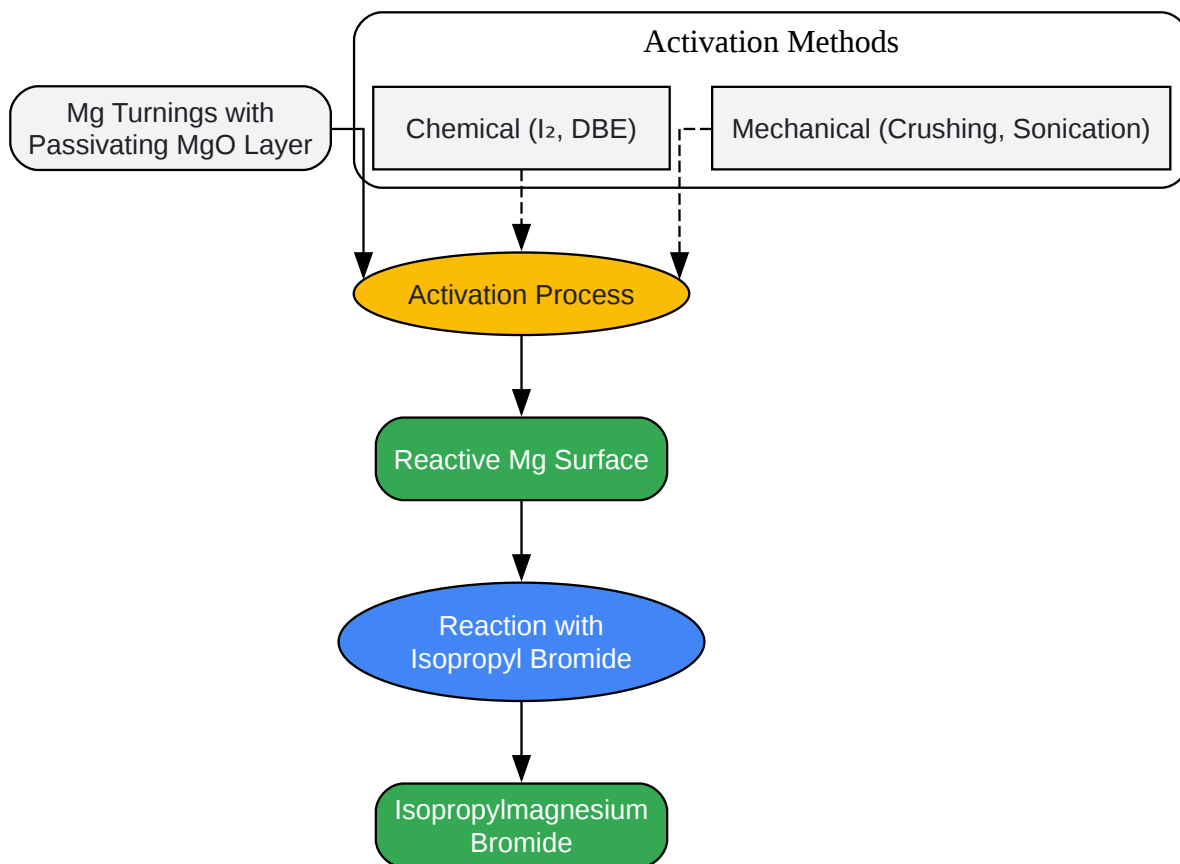 Activation Methods
Mg Turnings with
Passivating MgO Layer
Chemical (I₂, DBE)
Mechanical (Crushing, Sonication)
Activation Process
Reactive Mg Surface
Reaction with
Isopropyl Bromide
Isopropylmagnesium
Bromide